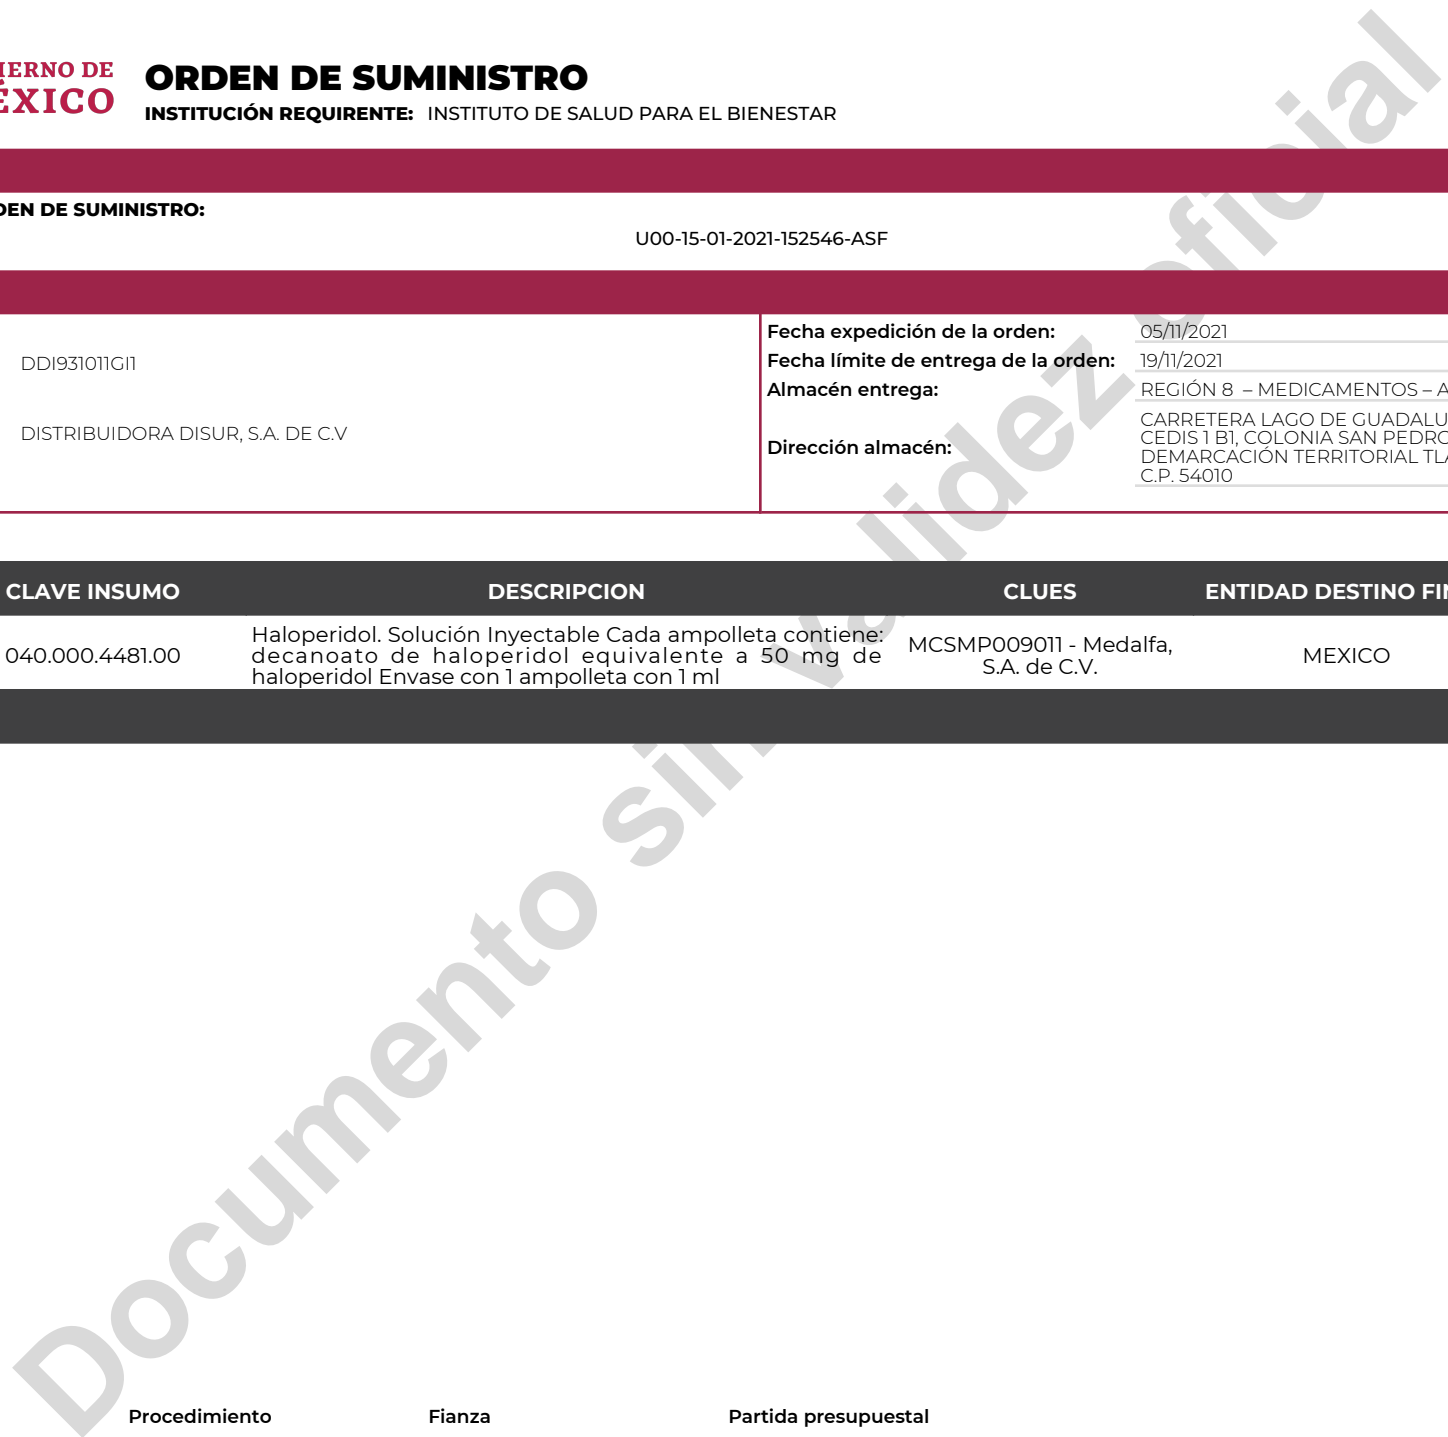 IERNO DE
ÉXICO
ORDEN DE SUMINISTRO
INSTITUCIÓN REQUIRENTE: INSTITUTO DE SALUD PARA EL BIENESTAR
DEN DE SUMINISTRO:
U00-15-01-2021-152546-ASF
DDI931011GI1
DISTRIBUIDORA DISUR, S.A. DE C.V
Fecha expedición de la orden: 05/11/2021
Fecha límite de entrega de la orden: 19/11/2021
Almacén entrega: REGIÓN 8 – MEDICAMENTOS – A
Dirección almacén:
CARRETERA LAGO DE GUADALU
CEDIS 1 B1, COLONIA SAN PEDRO
DEMARCACIÓN TERRITORIAL TLA
C.P. 54010
CLAVE INSUMO DESCRIPCION CLUES ENTIDAD DESTINO FIN
040.000.4481.00
Haloperidol. Solución Inyectable Cada ampolleta contiene:
decanoato de haloperidol equivalente a 50 mg de
haloperidol Envase con 1 ampolleta con 1 ml
MCSMP009011 - Medalfa,
S.A. de C.V.
MEXICO
Documento sin validez oficial
Procedimiento Fianza Partida presupuestal